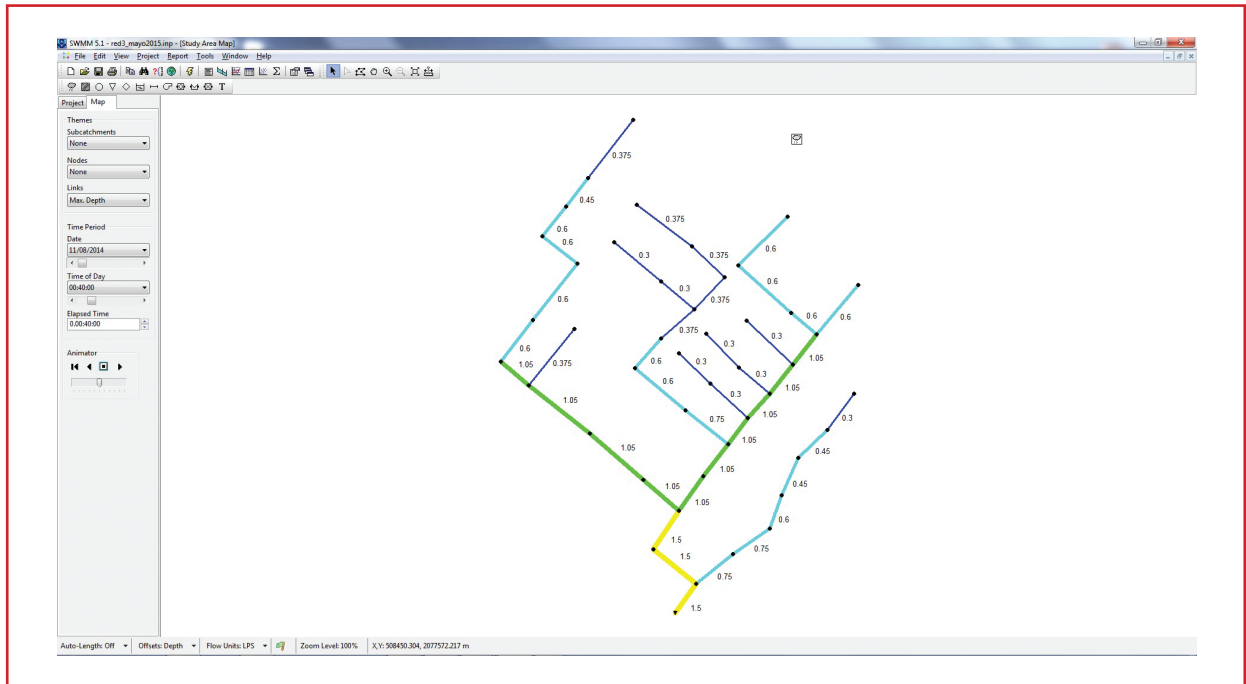 SWMM 5.1 - red3_mayo2015.inp - [Study Area Map]
File Edit View Project Report Tools Window Help
Project Map
Themes
Subcatchments
None
Nodes
None
Links
Max. Depth
Time Period
Date
11/08/2014
Time of Day
00:40:00
Elapsed Time
0.00:40:00
Animator
0.375
0.45
0.6
0.6
0.6
0.6
1.05
0.375
1.05
1.05
1.05
0.375
0.375
0.3
0.3
0.375
0.375
0.6
0.6
0.75
0.6
0.6
0.6
0.3
1.05
0.3
0.3
1.05
0.3
0.3
1.05
1.05
1.05
0.3
0.45
0.45
0.6
0.75
0.75
1.5
1.5
1.5
Auto-Length: Off Offsets: Depth Flow Units: LPS Zoom Level: 100% X,Y: 508450.304, 2077572.217 m